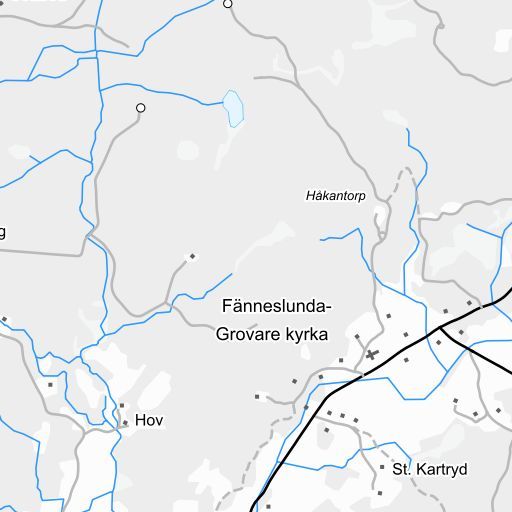 Håkantorp
g
Fänneslunda-
Grovare kyrka
Hov
St. Kartryd